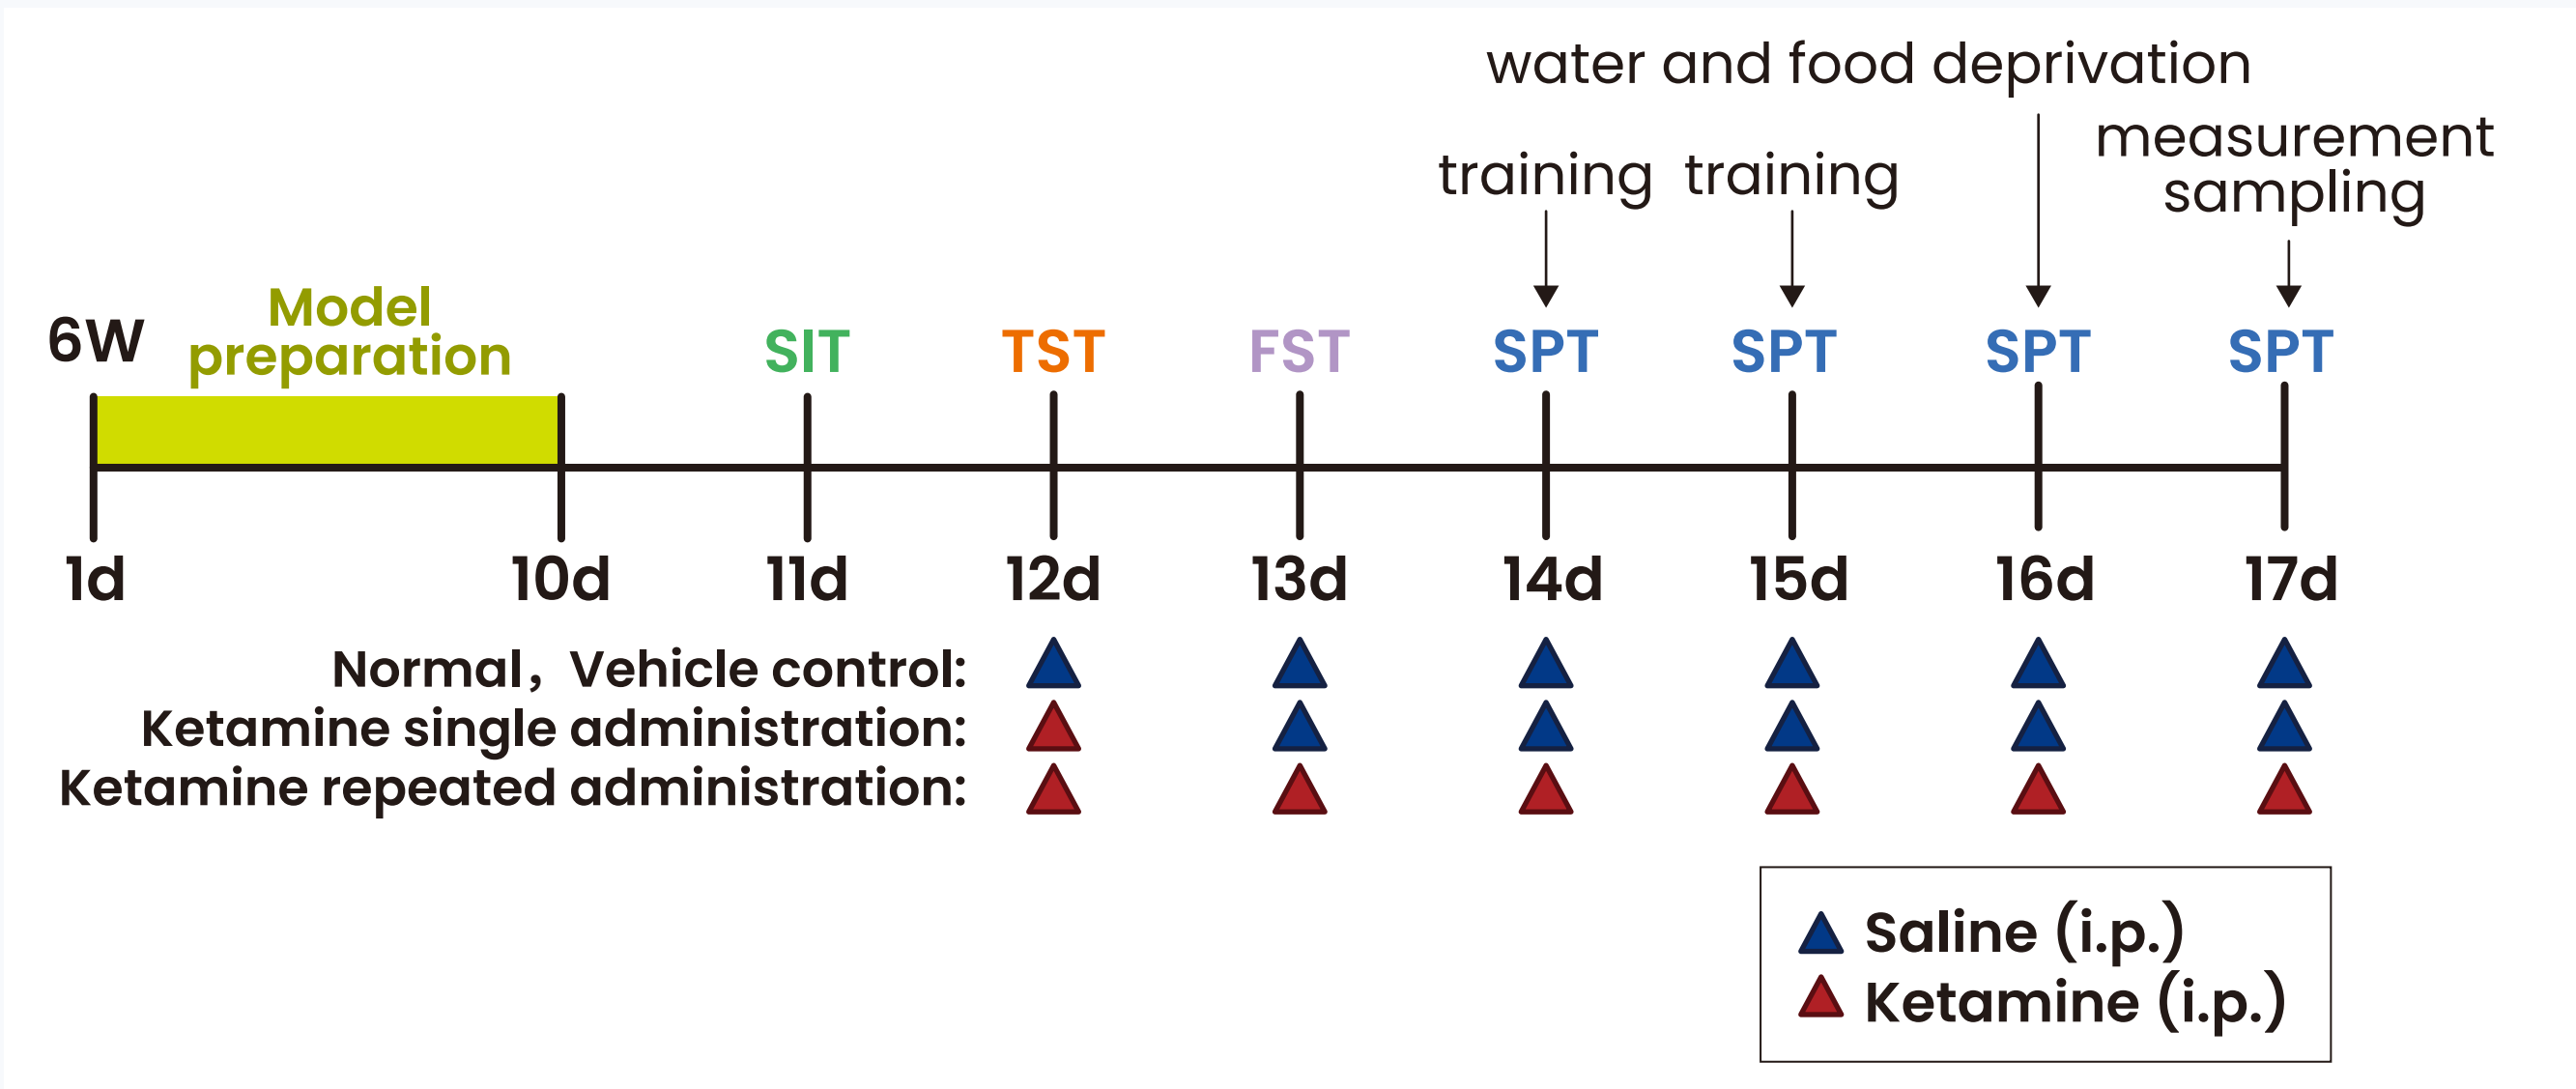 water and food deprivation
measurement
sampling
training training
6W
Model
preparation
SIT TST FST SPT SPT SPT SPT
1d 10d 11d 12d 13d 14d 15d 16d 17d
Normal, Vehicle control:
Ketamine single administration:
Ketamine repeated administration:
Saline (i.p.)
Ketamine (i.p.)